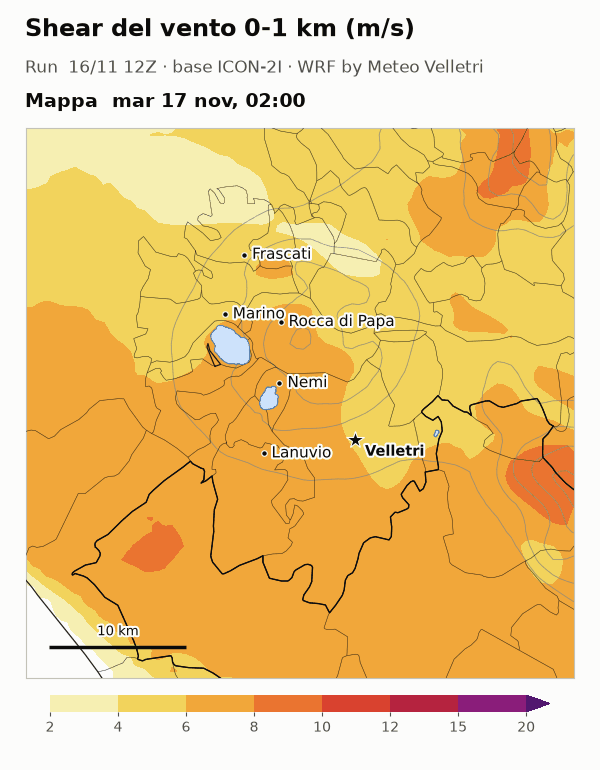 Shear del vento 0-1 km (m/s)
Run  16/11 12Z · base ICON-2I · WRF by Meteo Velletri
Mappa  mar 17 nov, 02:00
Frascati
Marino
Rocca di Papa
Nemi
Velletri
Lanuvio
10 km
2 4 6 8 10 12 15 20